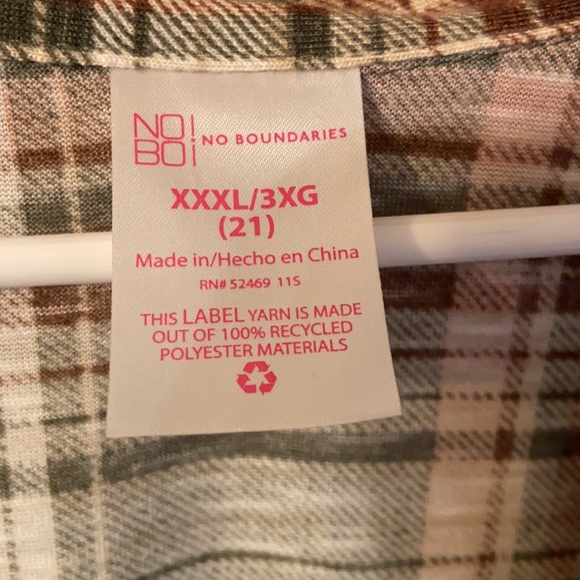 NO!
BO!
NO BOUNDARIES
XXXL/3XG
(21)
Made in/Hecho en China
RN# 52469 11S
THIS LABEL YARN IS MADE
OUT OF 100% RECYCLED
POLYESTER MATERIALS